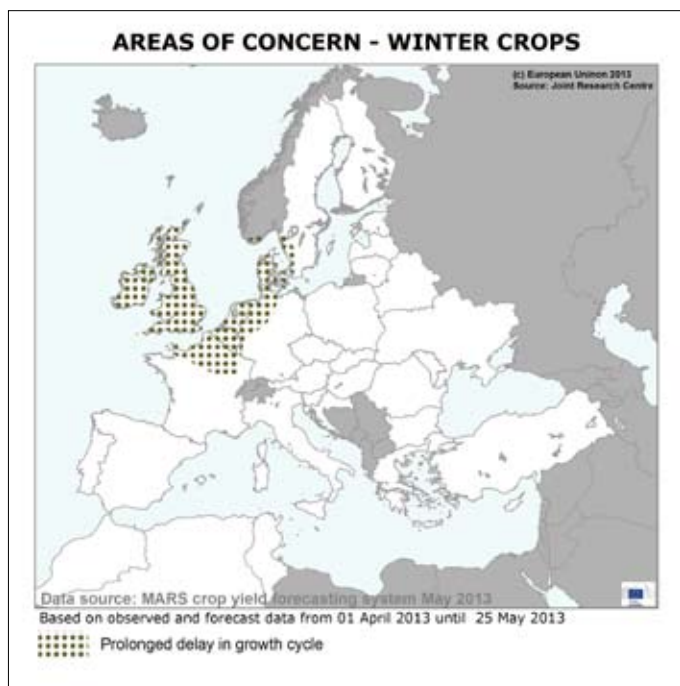 AREAS OF CONCERN - WINTER CROPS
(c) European Uninon 2013
Source: Joint Research Centre
Data source: MARS crop yield forecasting system May 2013
Based on observed and forecast data from 01 April 2013 until 25 May 2013
Prolonged delay in growth cycle